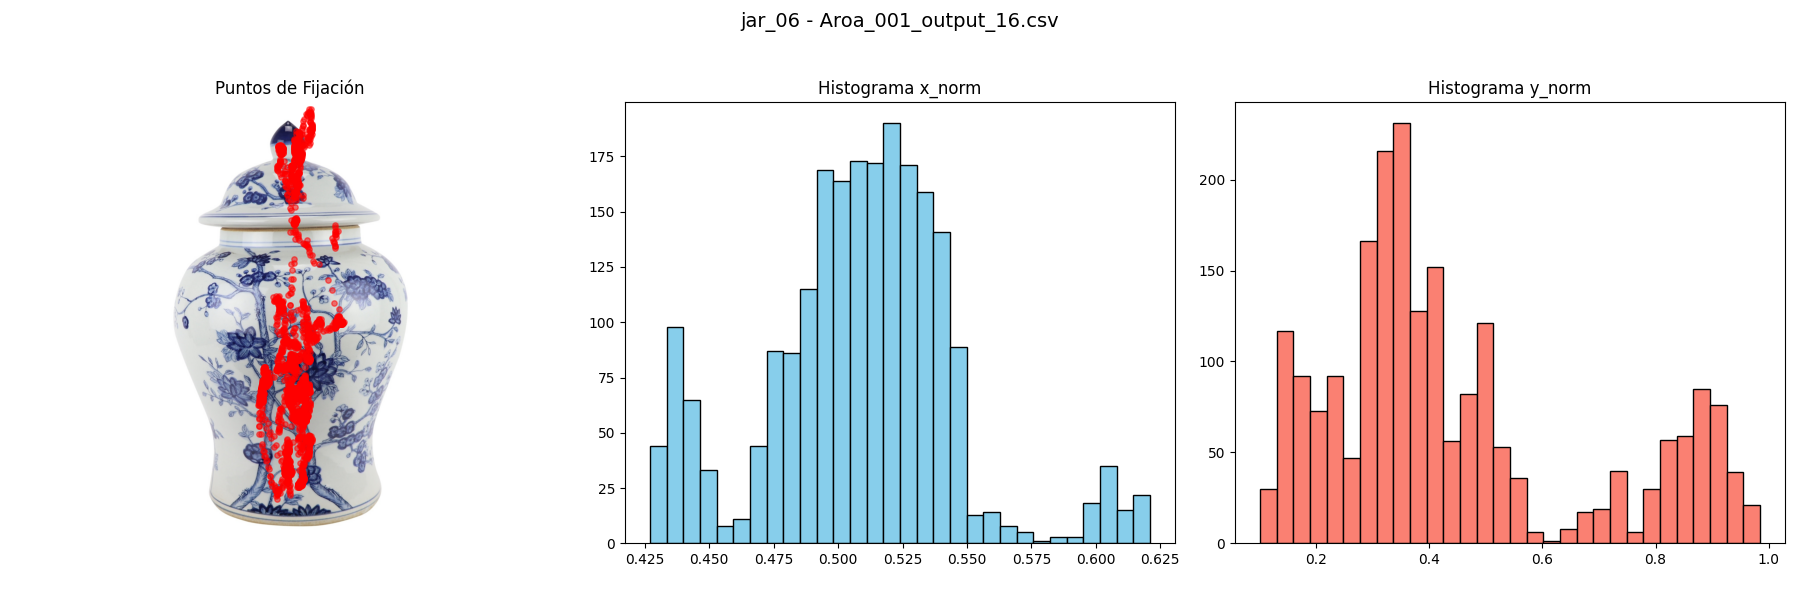 jar_06 - Aroa_001_output_16.csv
Puntos de Fijación
Histograma x_norm
175
150
125
100
75
50
25
0
0.425 0.450 0.475 0.500 0.525 0.550 0.575 0.600 0.625
Histograma y_norm
200
150
100
50
0
0.2 0.4 0.6 0.8 1.0